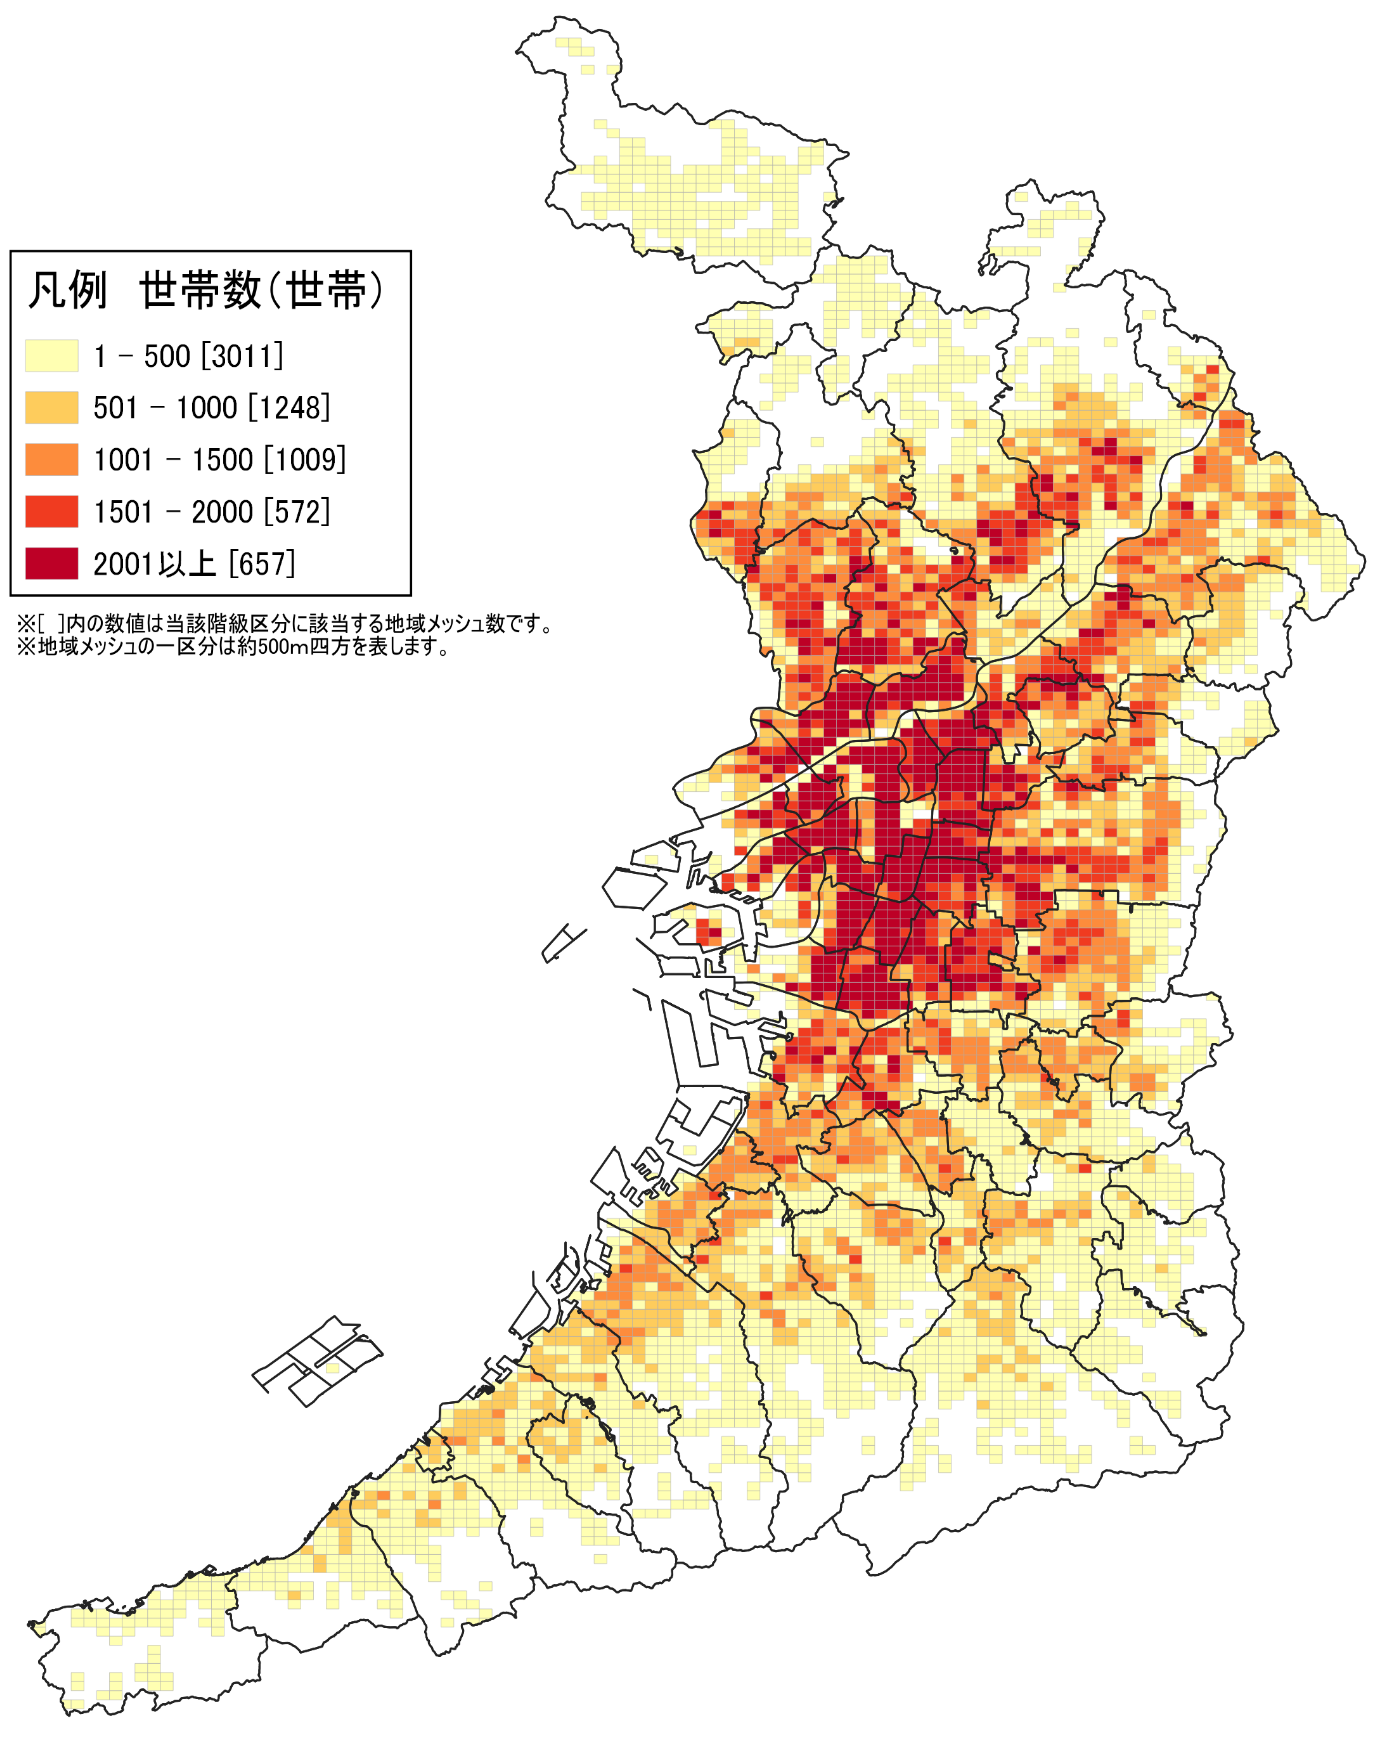 凡例　世帯数(世帯)
1 - 500 [3011]
501 - 1000 [1248]
1001 - 1500 [1009]
1501 - 2000 [572]
2001以上 [657]
※[　]内の数値は当該階級区分に該当する地域メッシュ数です。
※地域メッシュの一区分は約500m四方を表します。